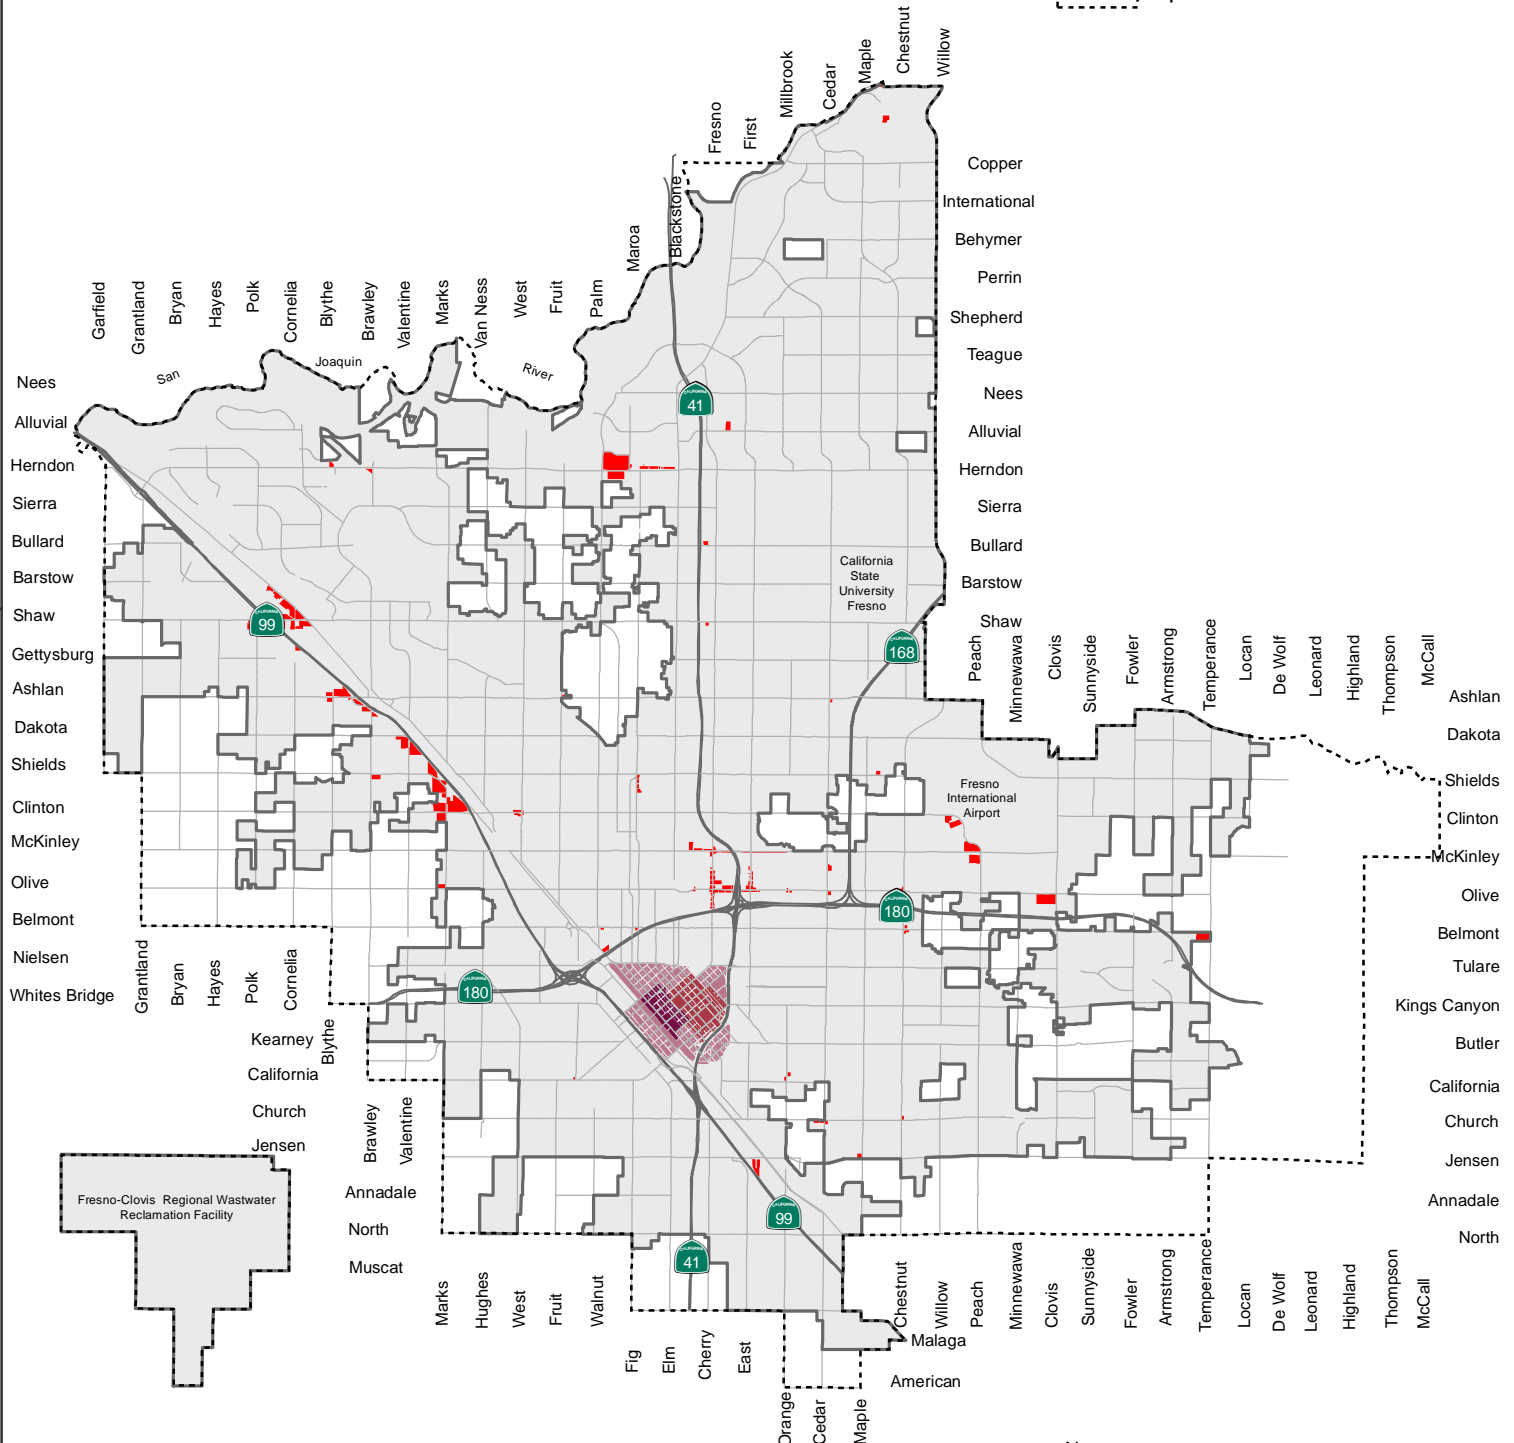 Chestnut
Willow
Maple
Cedar
Millbrook
First
Fresno
Blackstone
Maroa
Copper
International
Behymer
Perrin
Shepherd
Teague
Nees
Alluvial
Herndon
Sierra
Bullard
Barstow
Shaw
Garfield
Grantland
Bryan
Hayes
Polk
Cornelia
Blythe
Brawley
Valentine
Marks
Van Ness
West
Fruit
Palm
San
Joaquin
River
Nees
Alluvial
Herndon
Sierra
Bullard
Barstow
Shaw
Gettysburg
Ashlan
Dakota
Shields
Clinton
McKinley
Olive
Belmont
Nielsen
Whites Bridge
CALIFORNIA
41
CALIFORNIA
99
California
State
University
Fresno
CALIFORNIA
168
Peach
Minnewawa
Clovis
Sunnyside
Fowler
Armstrong
Temperance
Locan
De Wolf
Leonard
Highland
Thompson
McCall
Ashlan
Dakota
Shields
Clinton
McKinley
Olive
Belmont
Tulare
Kings Canyon
Butler
California
Church
Jensen
Annadale
North
Fresno
International
Airport
CALIFORNIA
180
CALIFORNIA
180
Grantland
Bryan
Hayes
Polk
Cornelia
Blythe
Kearney
California
Church
Jensen
Brawley
Valentine
Annadale
North
Muscat
Fresno-Clovis Regional Wastwater
Reclamation Facility
CALIFORNIA
99
CALIFORNIA
41
Marks
Hughes
West
Fruit
Walnut
Fig
Elm
Cherry
East
Orange
Cedar
Maple
Malaga
American
Chestnut
Willow
Peach
Minnewawa
Clovis
Sunnyside
Fowler
Armstrong
Temperance
Locan
De Wolf
Leonard
Highland
Thompson
McCall